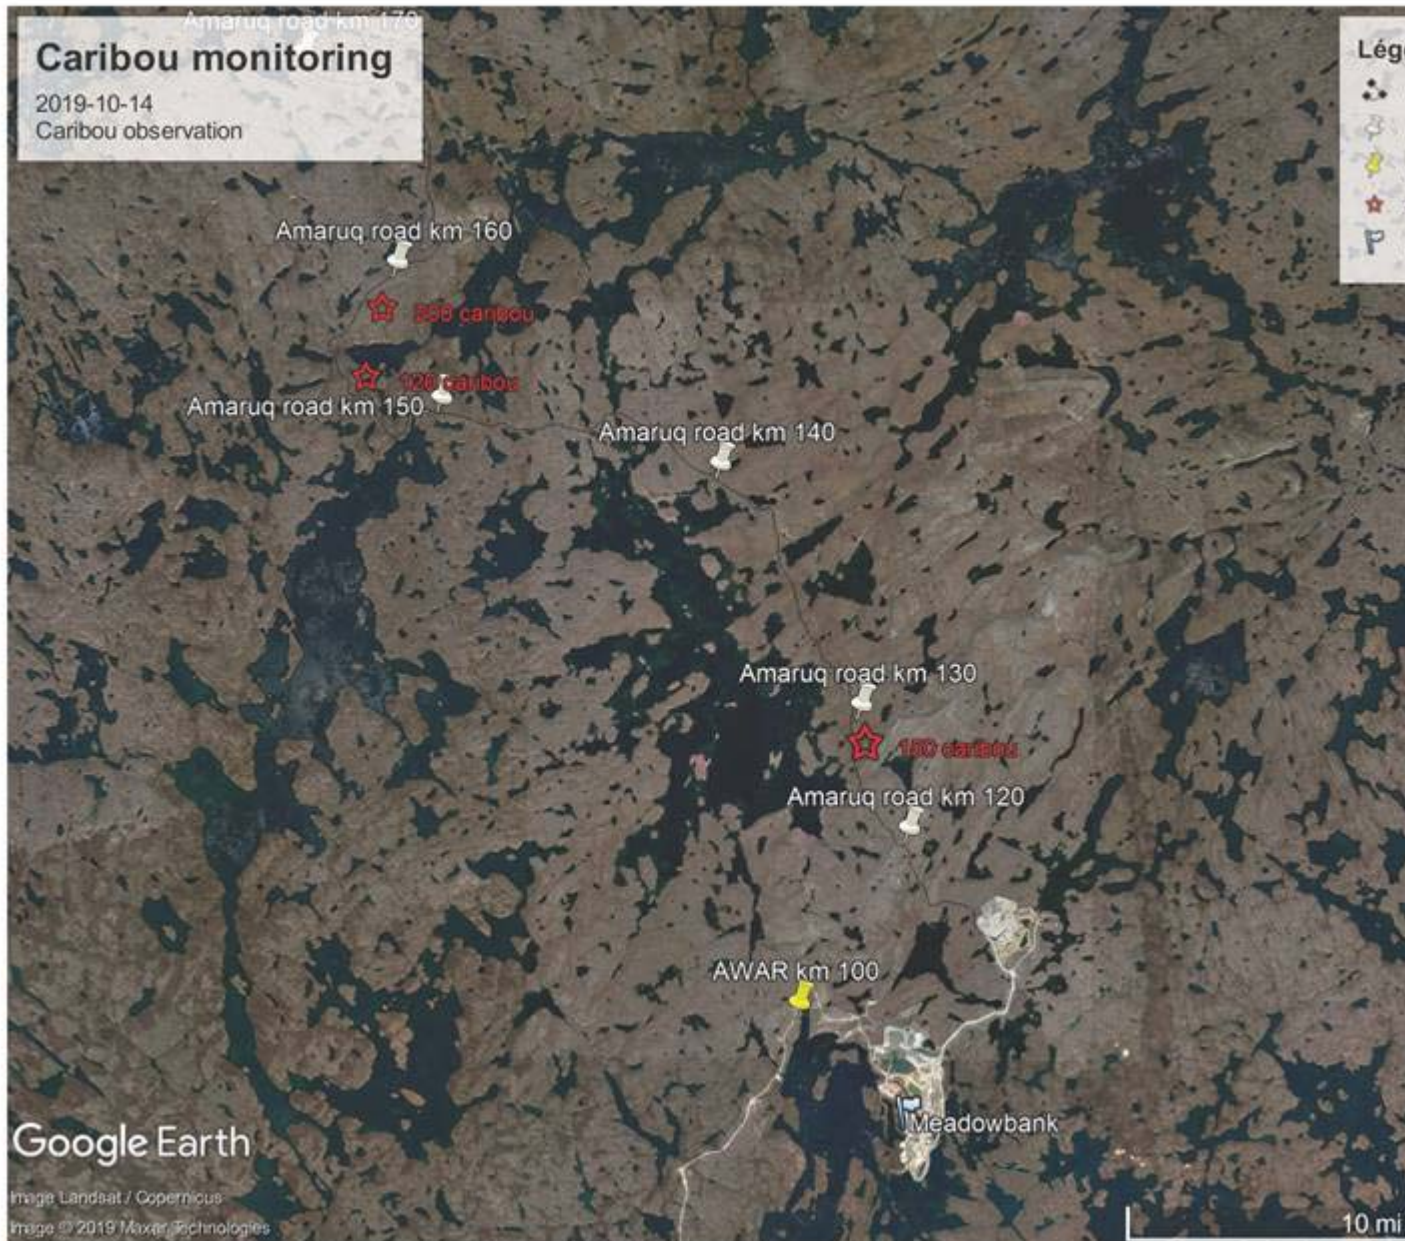 Amaruq road km 170
Caribou monitoring
2019-10-14
Caribou observation
Lég
Amaruq road km 160
caribou
caribou
Amaruq road km 150
Amaruq road km 140
Amaruq road km 130
150 caribou
Amaruq road km 120
AWAR km 100
Meadowbank
Google Earth
Image Landsat / Copernicus
Image © 2019 Maxar Technologies
10 mi